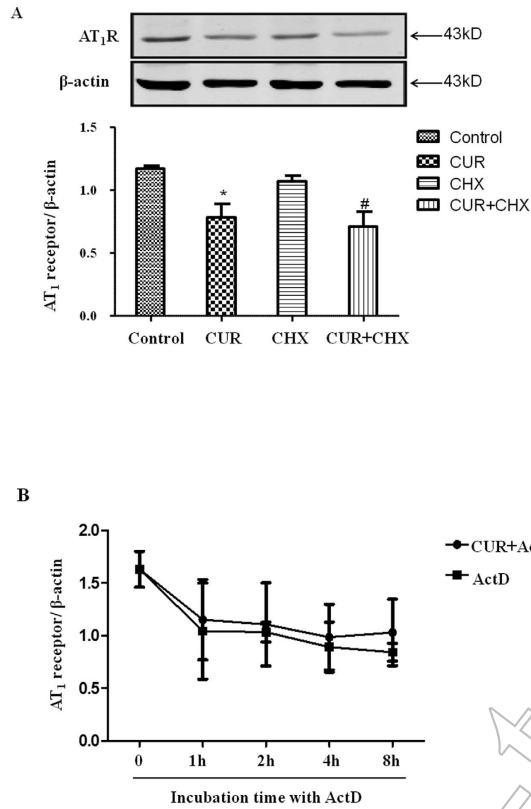 A
AT₁R
43kD
β-actin
43kD
AT₁ receptor/ β-actin
1.5
1.0
0.5
0.0
*
#
Control
CUR
CHX
CUR+CHX
Control
CUR
CHX
CUR+CHX
B
AT₁ receptor/ β-actin
2.0
1.5
1.0
0.5
0.0
0
1h
2h
4h
8h
Incubation time with ActD
CUR+Ac
ActD